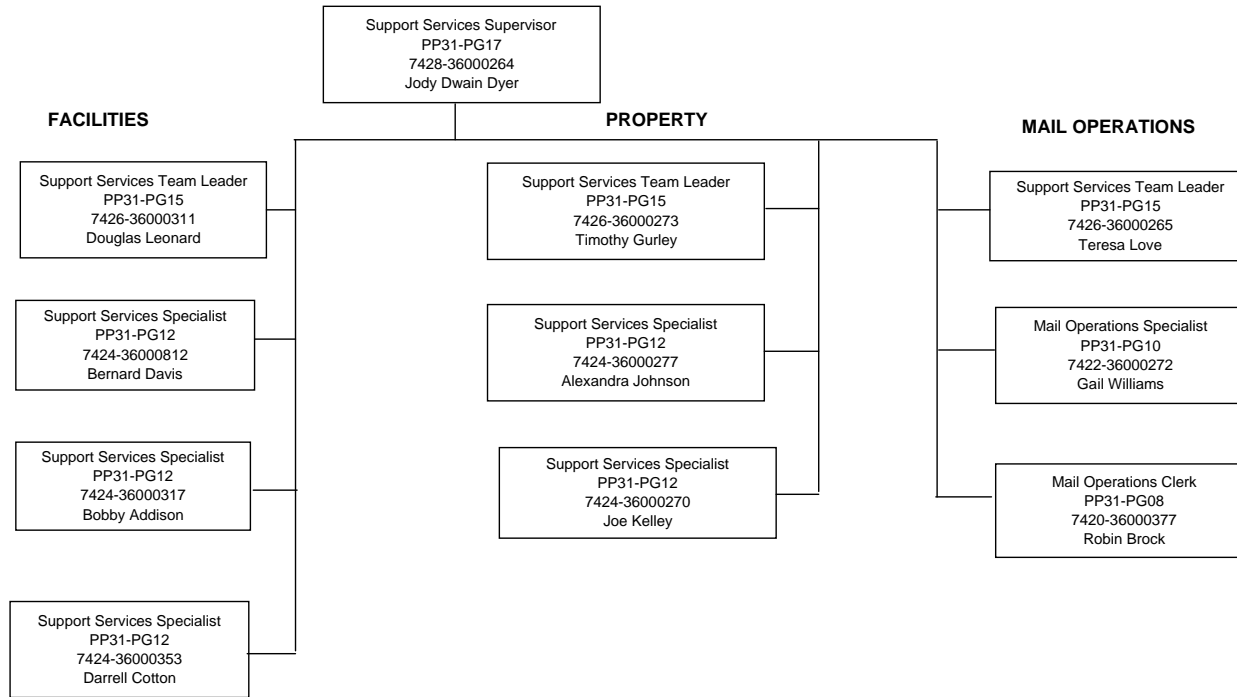 Support Services Supervisor
PP31-PG17
7428-36000264
Jody Dwain Dyer
FACILITIES
Support Services Team Leader
PP31-PG15
7426-36000311
Douglas Leonard
Support Services Specialist
PP31-PG12
7424-36000812
Bernard Davis
Support Services Specialist
PP31-PG12
7424-36000317
Bobby Addison
Support Services Specialist
PP31-PG12
7424-36000353
Darrell Cotton
PROPERTY
Support Services Team Leader
PP31-PG15
7426-36000273
Timothy Gurley
Support Services Specialist
PP31-PG12
7424-36000277
Alexandra Johnson
Support Services Specialist
PP31-PG12
7424-36000270
Joe Kelley
MAIL OPERATIONS
Support Services Team Leader
PP31-PG15
7426-36000265
Teresa Love
Mail Operations Specialist
PP31-PG10
7422-36000272
Gail Williams
Mail Operations Clerk
PP31-PG08
7420-36000377
Robin Brock